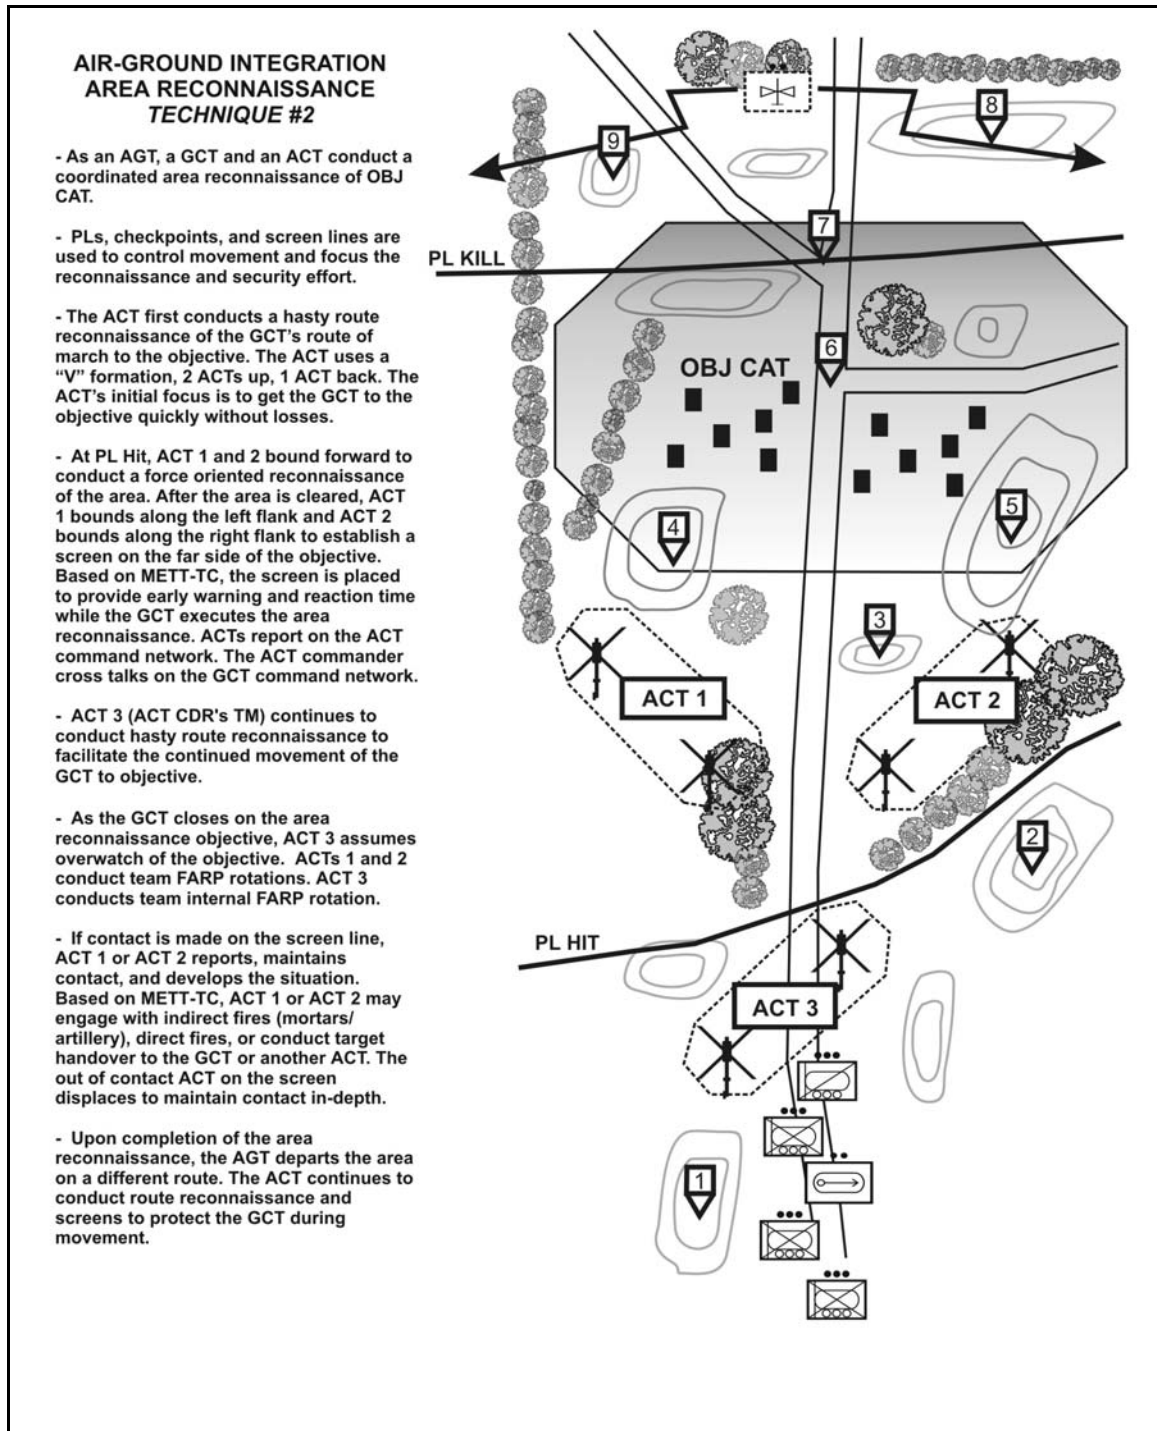 AIR-GROUND INTEGRATION
AREA RECONNAISSANCE
TECHNIQUE #2
- As an AGT, a GCT and an ACT conduct a
coordinated area reconnaissance of OBJ
CAT.
- PLs, checkpoints, and screen lines are
used to control movement and focus the
reconnaissance and security effort.
- The ACT first conducts a hasty route
reconnaissance of the GCT's route of
march to the objective. The ACT uses a
“V” formation, 2 ACTs up, 1 ACT back. The
ACT's initial focus is to get the GCT to the
objective quickly without losses.
- At PL Hit, ACT 1 and 2 bound forward to
conduct a force oriented reconnaissance
of the area. After the area is cleared, ACT
1 bounds along the left flank and ACT 2
bounds along the right flank to establish a
screen on the far side of the objective.
Based on METT-TC, the screen is placed
to provide early warning and reaction time
while the GCT executes the area
reconnaissance. ACTs report on the ACT
command network. The ACT commander
cross talks on the GCT command network.
- ACT 3 (ACT CDR's TM) continues to
conduct hasty route reconnaissance to
facilitate the continued movement of the
GCT to objective.
- As the GCT closes on the area
reconnaissance objective, ACT 3 assumes
overwatch of the objective. ACTs 1 and 2
conduct team FARP rotations. ACT 3
conducts team internal FARP rotation.
- If contact is made on the screen line,
ACT 1 or ACT 2 reports, maintains
contact, and develops the situation.
Based on METT-TC, ACT 1 or ACT 2 may
engage with indirect fires (mortars/
artillery), direct fires, or conduct target
handover to the GCT or another ACT. The
out of contact ACT on the screen
displaces to maintain contact in-depth.
- Upon completion of the area
reconnaissance, the AGT departs the area
on a different route. The ACT continues to
conduct route reconnaissance and
screens to protect the GCT during
movement.
8
9
7
PL KILL
6
OBJ CAT
5
4
3
ACT 1
ACT 2
2
PL HIT
ACT 3
1